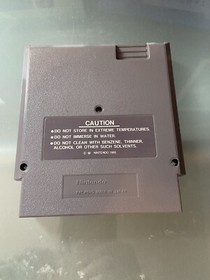 CAUTION
●DO NOT STORE IN EXTREME TEMPERATURES.
●DO NOT IMMERSE IN WATER.
●DO NOT CLEAN WITH BENZENE, THINNER,
ALCOHOL OR OTHER SUCH SOLVENTS.
Nintendo